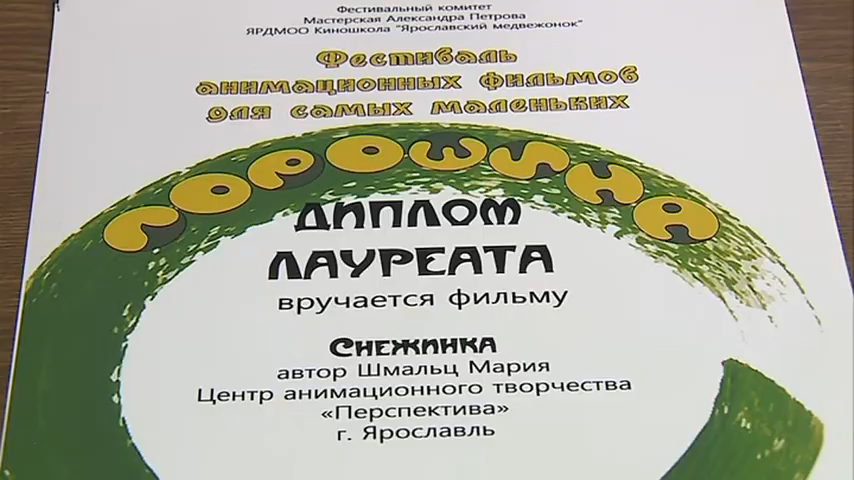 Фестивальный комитет
Мастерская Александра Петрова
ЯРДМОО Киношкола "Ярославский медвежонок"
Фестиваль
анимационных фильмов
для самых маленьких
ГОРОШИНА
ДИПЛОМ
ЛАУРЕАТА
вручается фильму
Снежинка
автор Шмальц Мария
Центр анимационного творчества
«Перспектива»
г. Ярославль